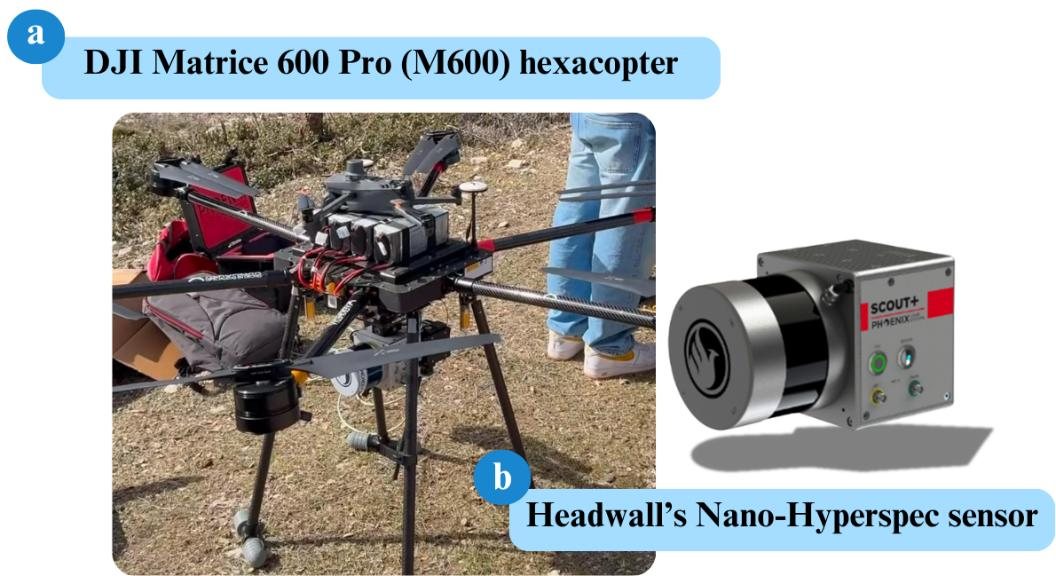 a
DJI Matrice 600 Pro (M600) hexacopter
SCOUT+
PHOENIX
b
Headwall's Nano-Hyperspec sensor